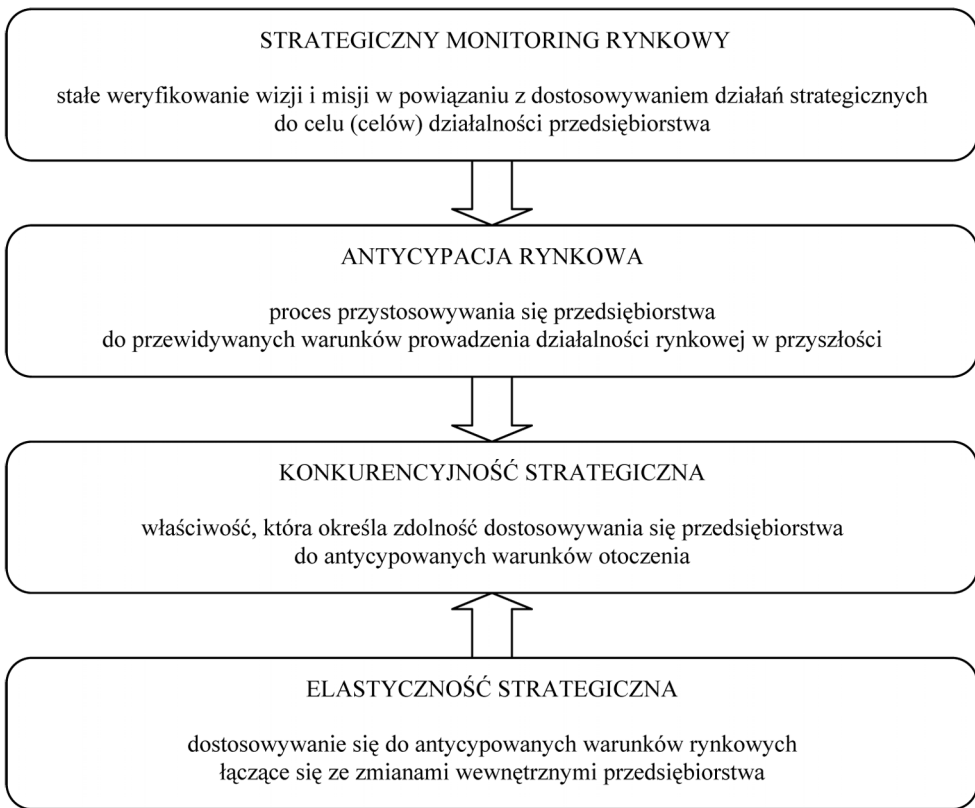 STRATEGICZNY MONITORING RYNKOWY
stałe weryfikowanie wizji i misji w powiązaniu z dostosowywaniem działań strategicznych
do celu (celów) działalności przedsiębiorstwa
ANTYCYPACJA RYNKOWA
proces przystosowywania się przedsiębiorstwa
do przewidywanych warunków prowadzenia działalności rynkowej w przyszłości
KONKURENCYJNOŚĆ STRATEGICZNA
właściwość, która określa zdolność dostosowywania się przedsiębiorstwa
do antycypowanych warunków otoczenia
ELASTYCZNOŚĆ STRATEGICZNA
dostosowywanie się do antycypowanych warunków rynkowych
łączące się ze zmianami wewnętrznymi przedsiębiorstwa